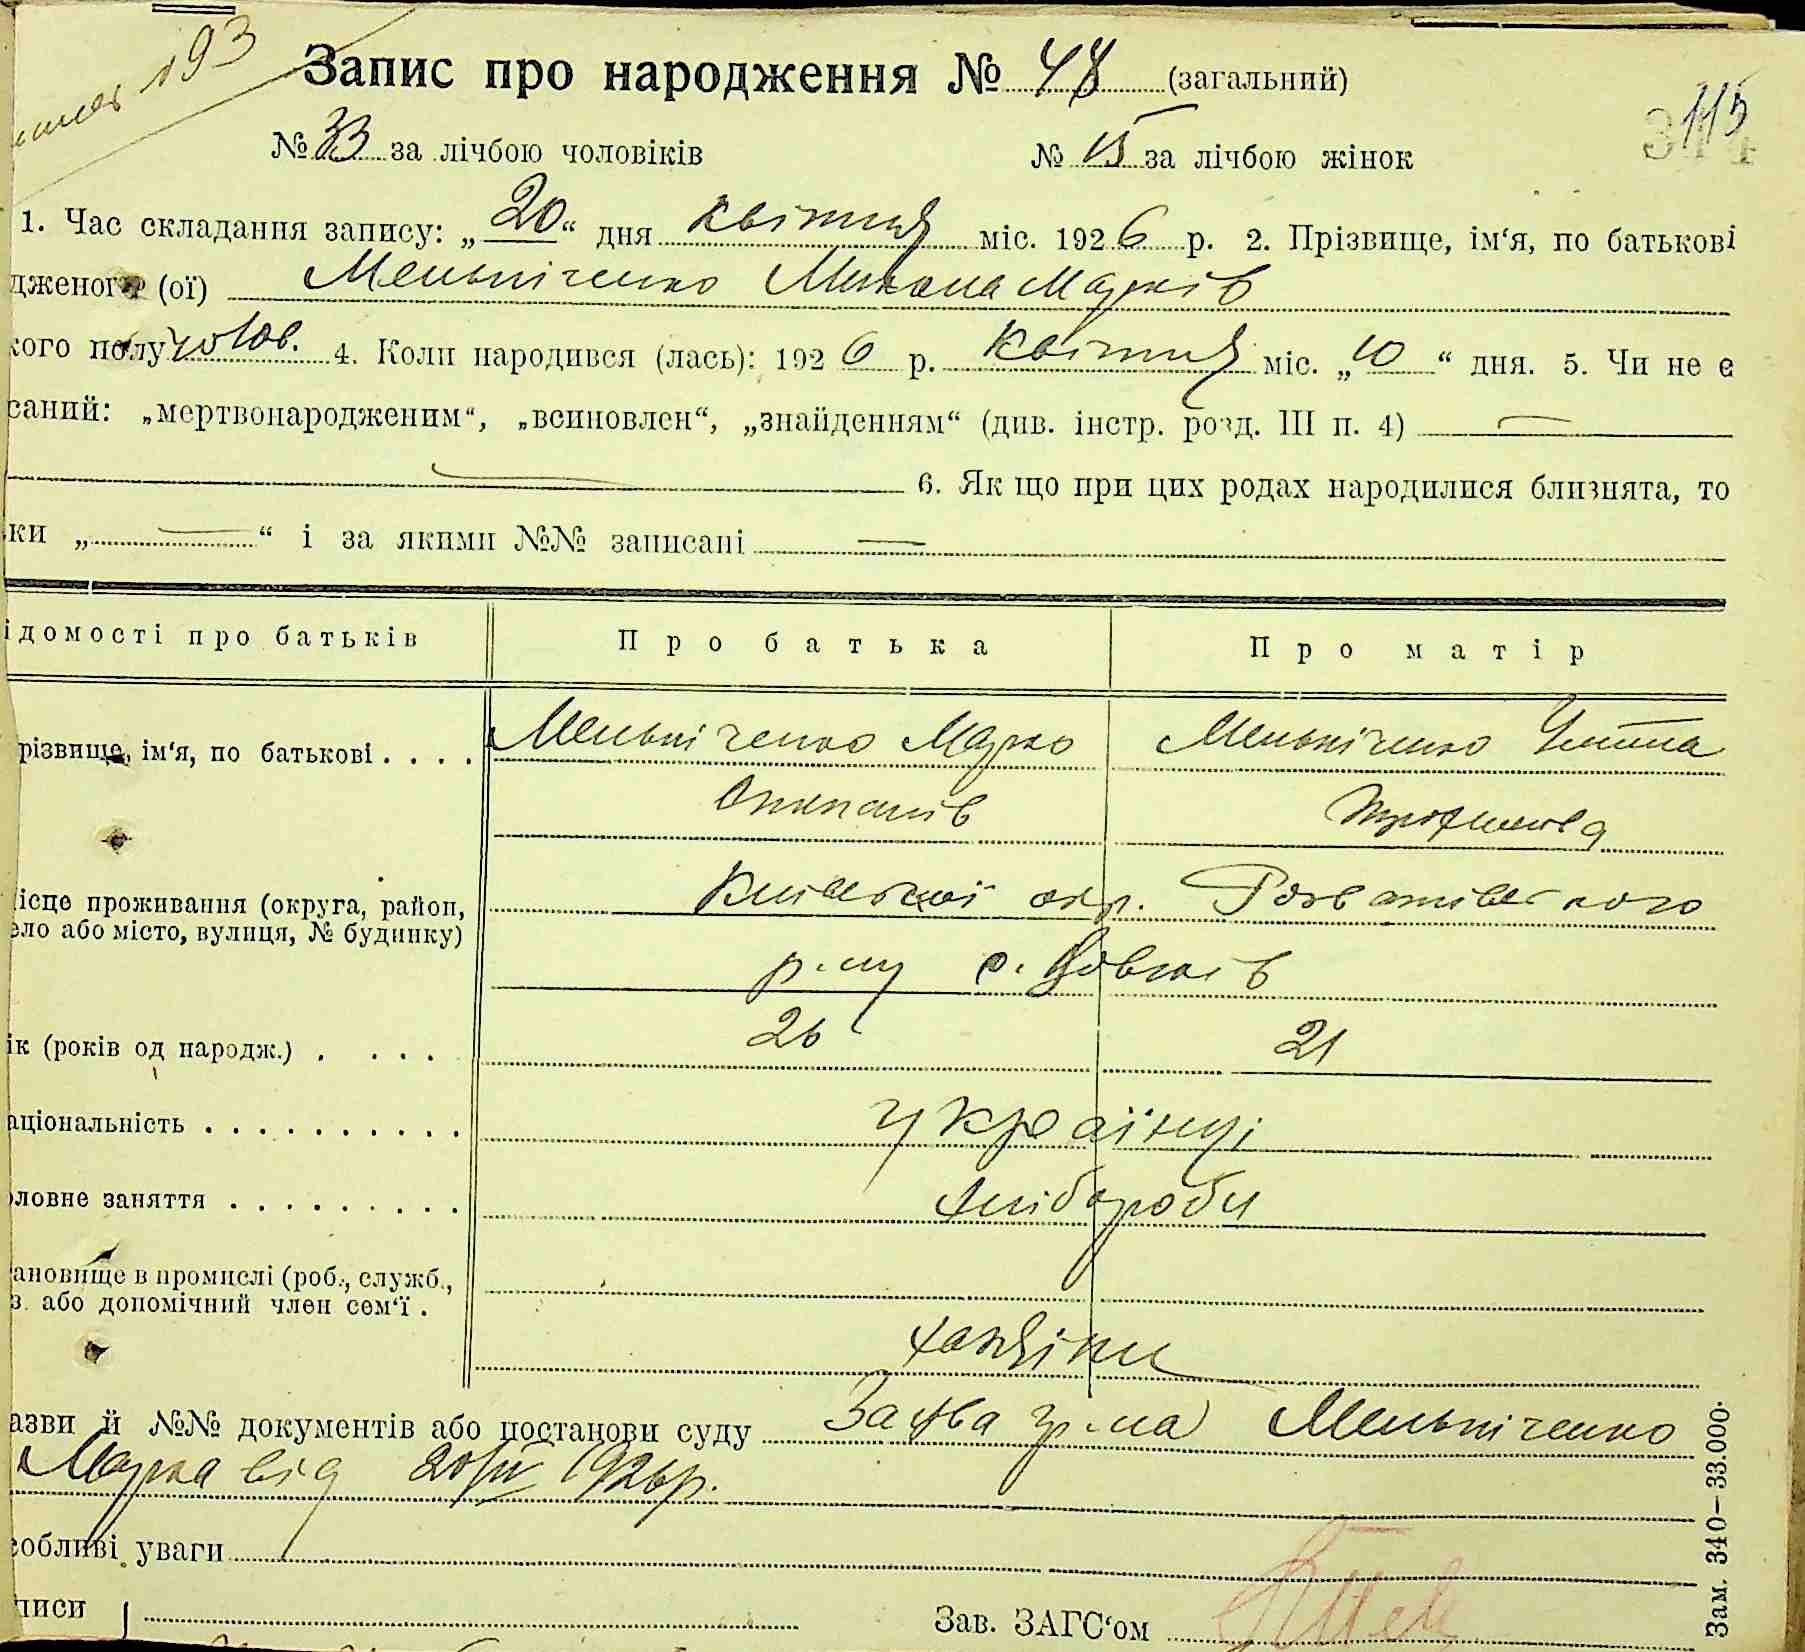 193
Запис про народження № 48 (загальний)
115
№ 33 за лічбою чоловіків № 15 за лічбою жінок
1. Час складання запису: „20“ дня квітня міс. 1926 р. 2. Прізвище, ім‘я, по батькові
дженого (ої) Мельніченко Микола Марків
кого полу чолов. 4. Коли народився (лась): 1926 р. Квітня міс. „10“ дня. 5. Чи не є
саний: „мертвонародженим“, „всиновлен“, „знайденням“ (див. інстр. розд. III п. 4) —
— 6. Як що при цих родах народилися близнята, то
ки „—“ і за якими №№ записані —
ідомості про батьків Про батька Про матір
різвище, ім‘я, по батькові . . . . Мельніченко Марко Мельніченко
Трохимова
ісце проживання (округа, район, Київської окр. Розватівського
ело або місто, вулиця, № будинку)
р-ну с.
ік (років од народж.) . . . . 26 21
аціональність . . . . . . . . . . українці
оловне заняття . . . . . . . . . хлібороби
тановище в промислі (роб., служб.,
з. або допомічний член сем‘ї .
хазяїни
азви й №№ документів або постанови суду Заява гр-на Мельніченко
Марка від 20/IV 1926р.
собливі уваги
писи
Зав. ЗАГС‘ом
Зам. 340—33.000.